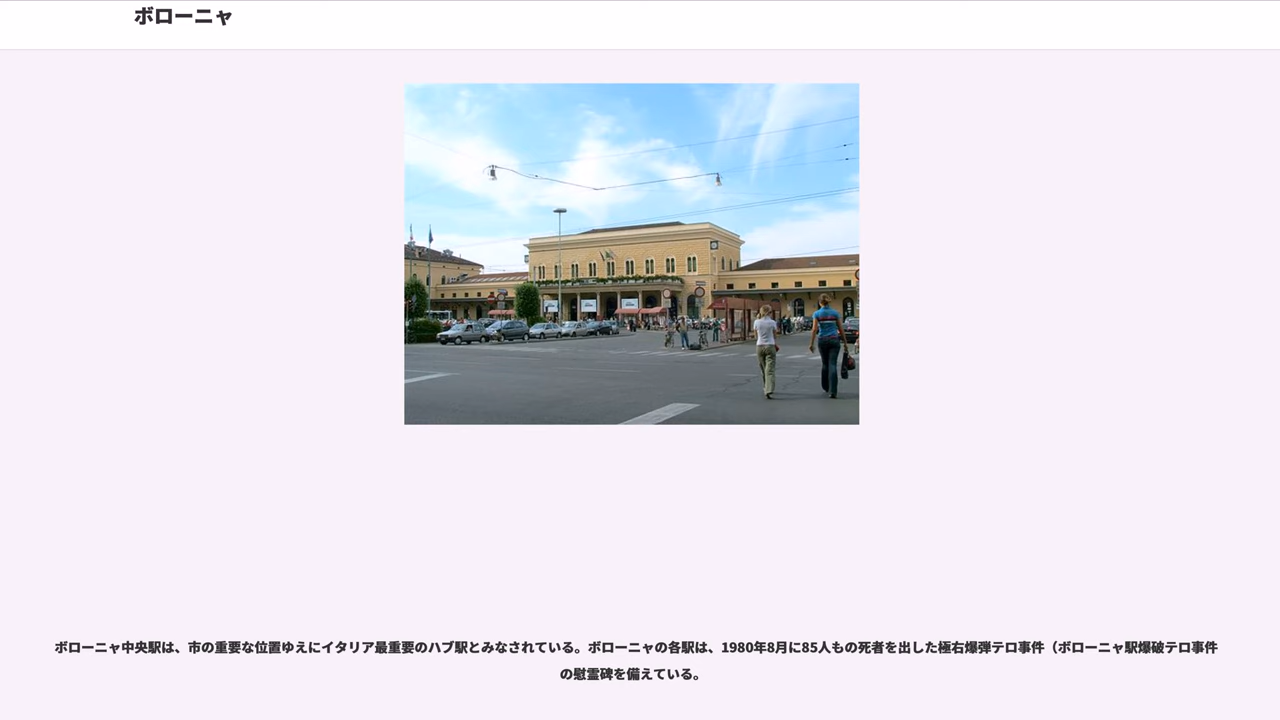 ボローニャ
ボローニャ中央駅は、市の重要な位置ゆえにイタリア最重要のハブ駅とみなされている。ボローニャの各駅は、1980年8月に85人もの死者を出した極右爆弾テロ事件（ボローニャ駅爆破テロ事件
の慰霊碑を備えている。